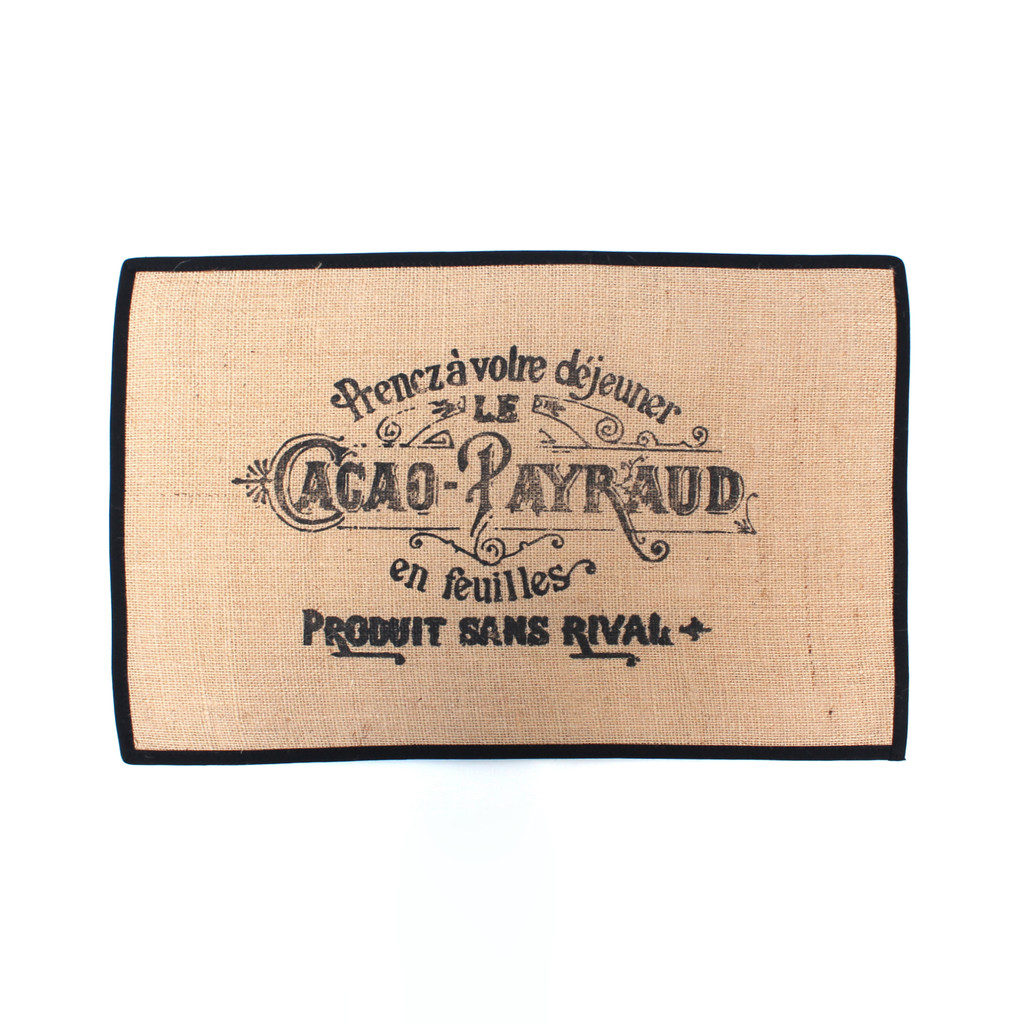 Prenez à votre déjeuner
LE
CACAO-PAYRAUD
en feuilles
PRODUIT SANS RIVAL